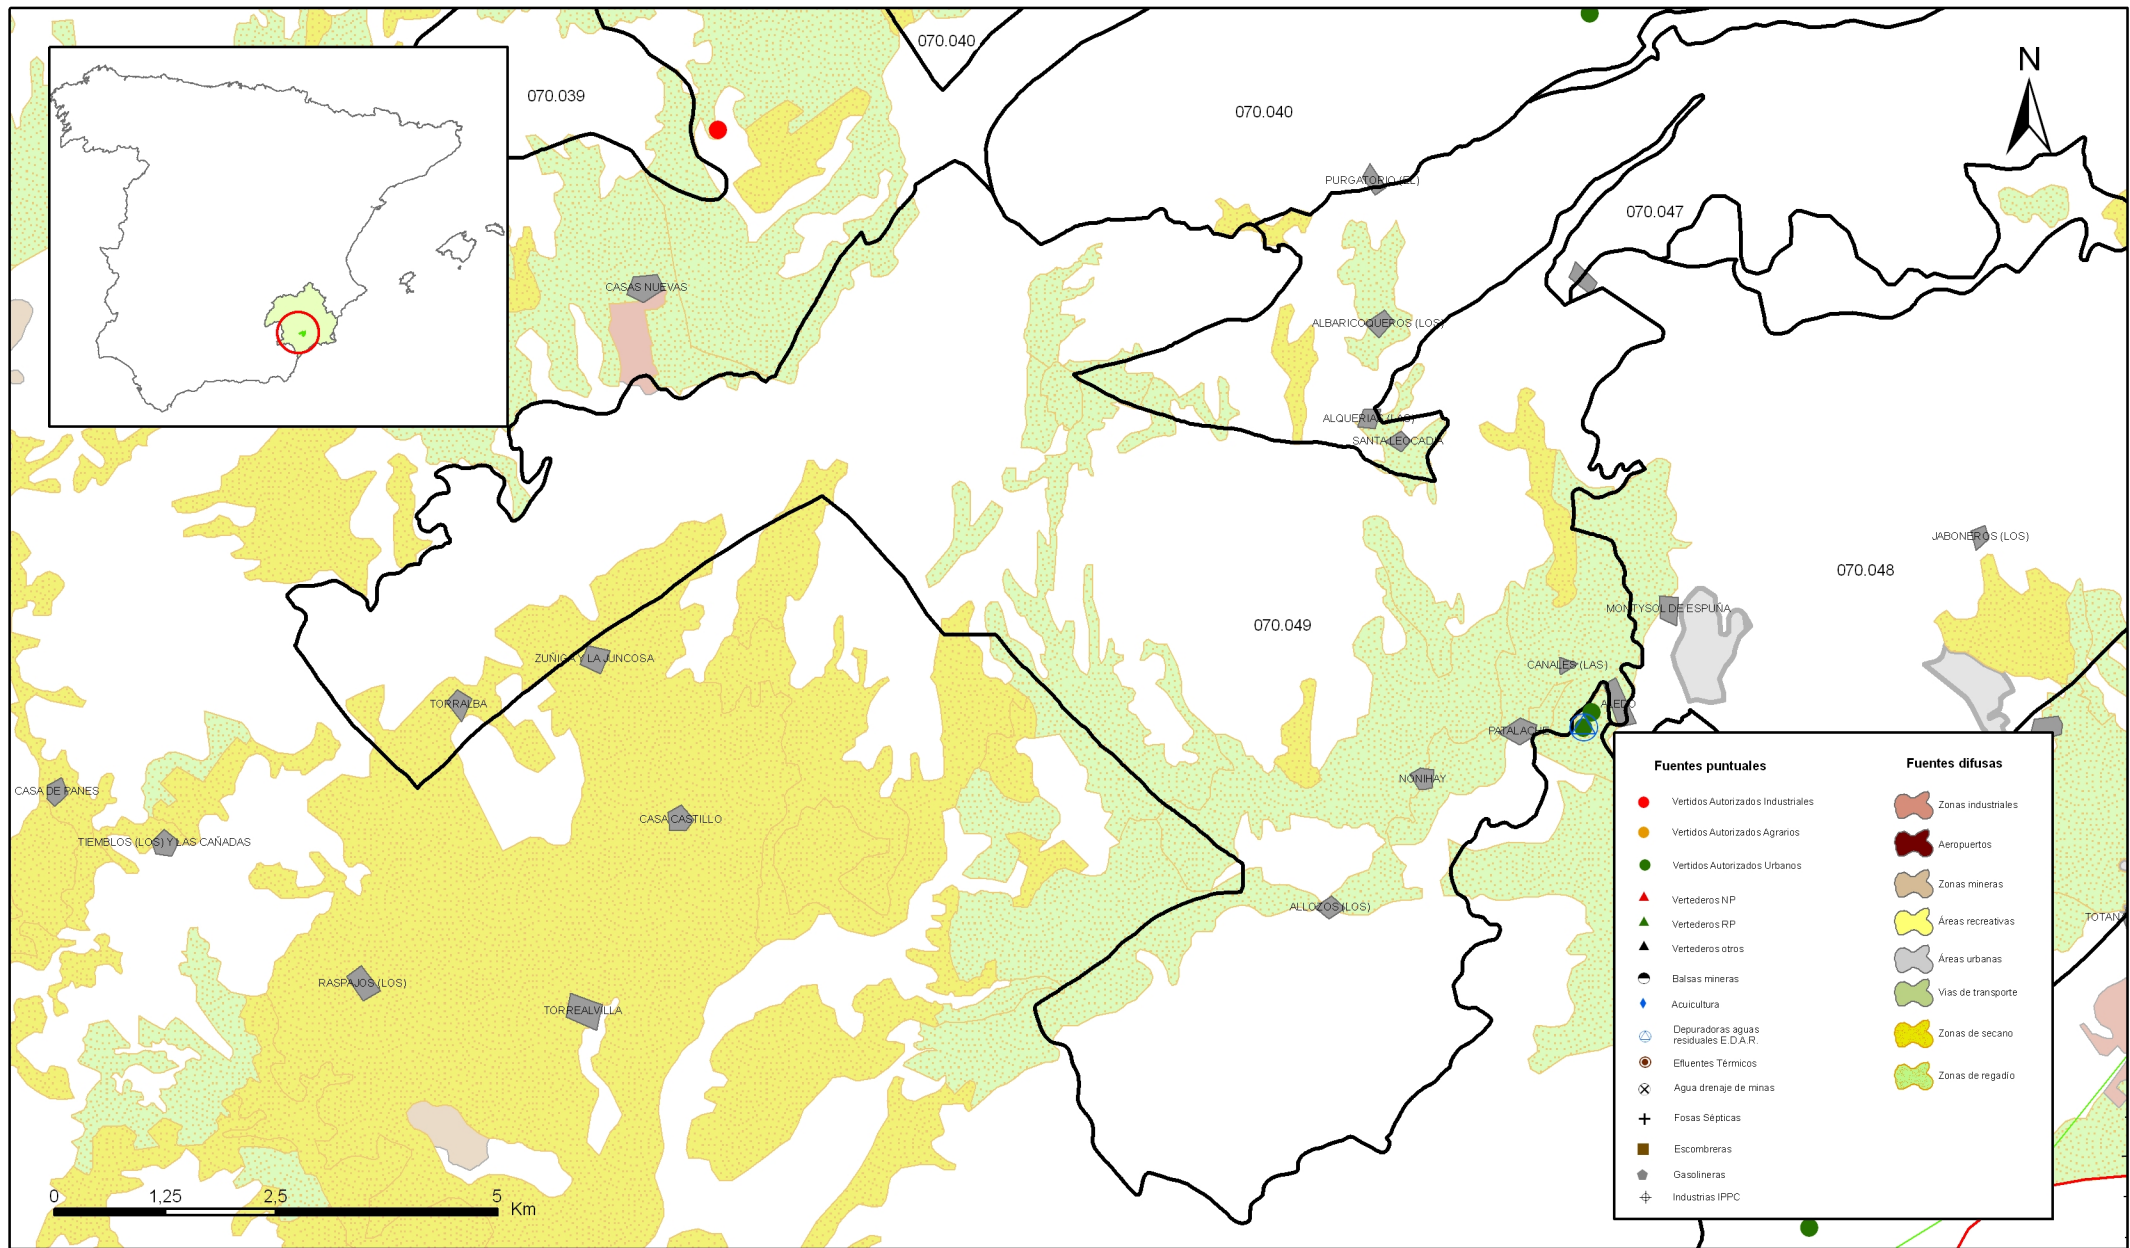 070.040
070.039
070.040
N
PURGATORIO (EL)
070.047
CASAS NUEVAS
ALBARICOQUEROS (LOS)
ALQUERIAS (LAS)
SANTA LEOCADIA
JABONEROS (LOS)
070.048
MONTYSOL DE ESPUÑA
070.049
ZUÑIGA Y LA JUNCOSA
CANALES (LAS)
TORRALBA
ALEDO
PATALACHE
NONIHAY
CASA DE PANES
CASA CASTILLO
TIEMBLOS (LOS) Y LAS CAÑADAS
ALLOZOS (LOS)
TOTAN
RASPAJOS (LOS)
TORREALVILLA
Fuentes puntuales
Vertidos Autorizados Industriales
Vertidos Autorizados Agrarios
Vertidos Autorizados Urbanos
Vertederos NP
Vertederos RP
Vertederos otros
Balsas mineras
Acuicultura
Depuradoras aguas
residuales E.D.A.R.
Efluentes Térmicos
Agua drenaje de minas
Fosas Sépticas
Escombreras
Gasolineras
Industrias IPPC
Fuentes difusas
Zonas industriales
Aeropuertos
Zonas mineras
Áreas recreativas
Áreas urbanas
Vias de transporte
Zonas de secano
Zonas de regadío
0 1,25 2,5 5
Km